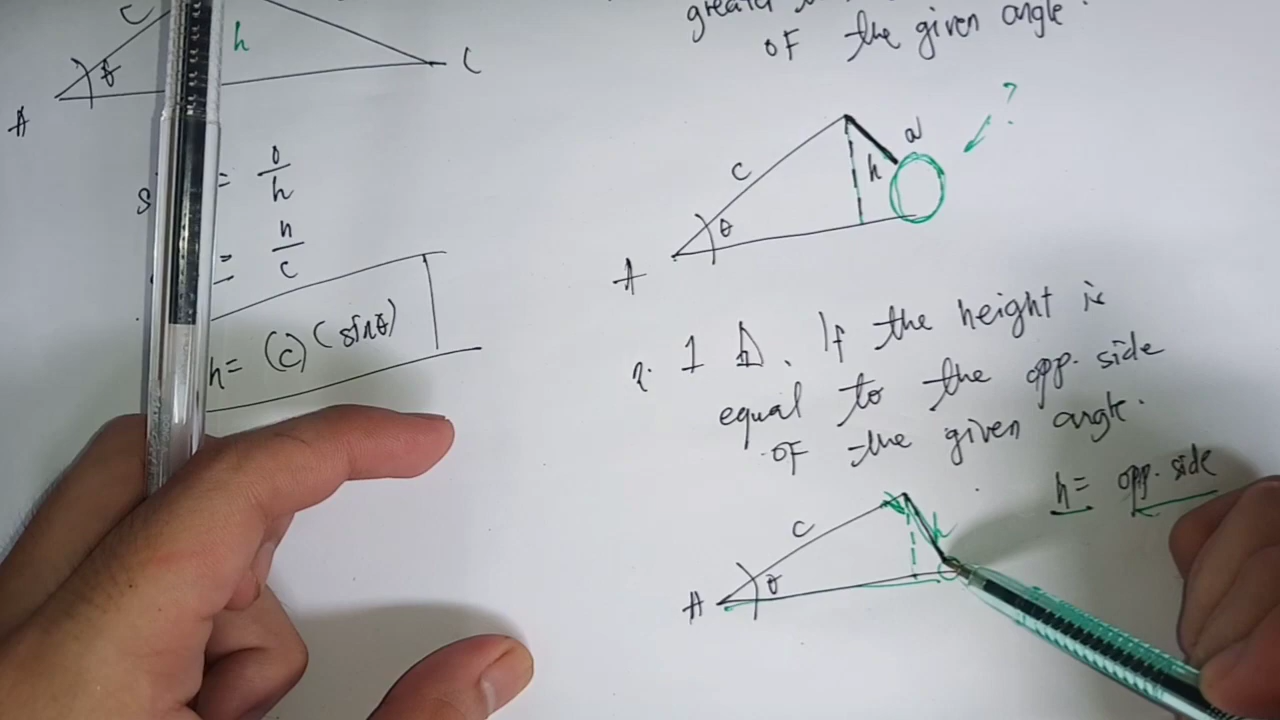 C
h
θ
C
A
= o/h
= h/c
h= (c)(sinθ)
greater
of the given angle.
?
a
c
h
θ
A
2. 1 Δ. If the height is
equal to the opp. side
of the given angle.
h= opp. side
c
h
θ
A